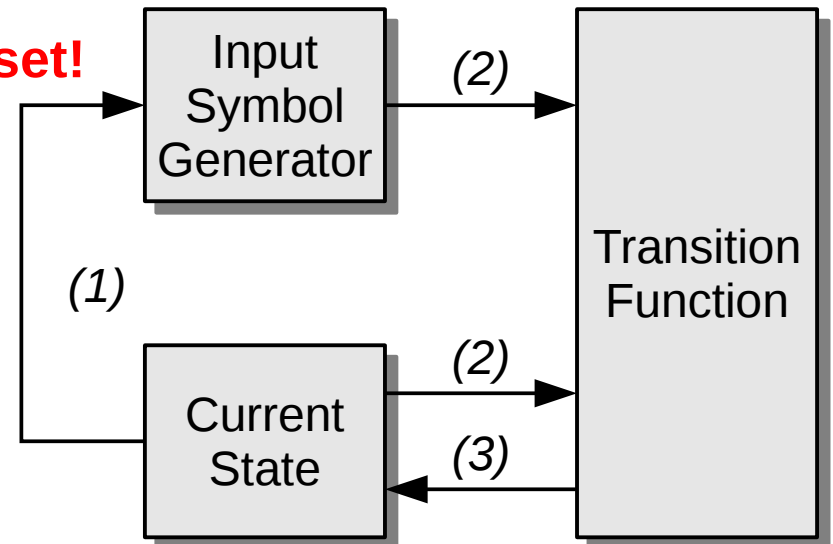 set!
Input
Symbol
Generator
(2)
Transition
Function
(1)
(2)
Current
State
(3)